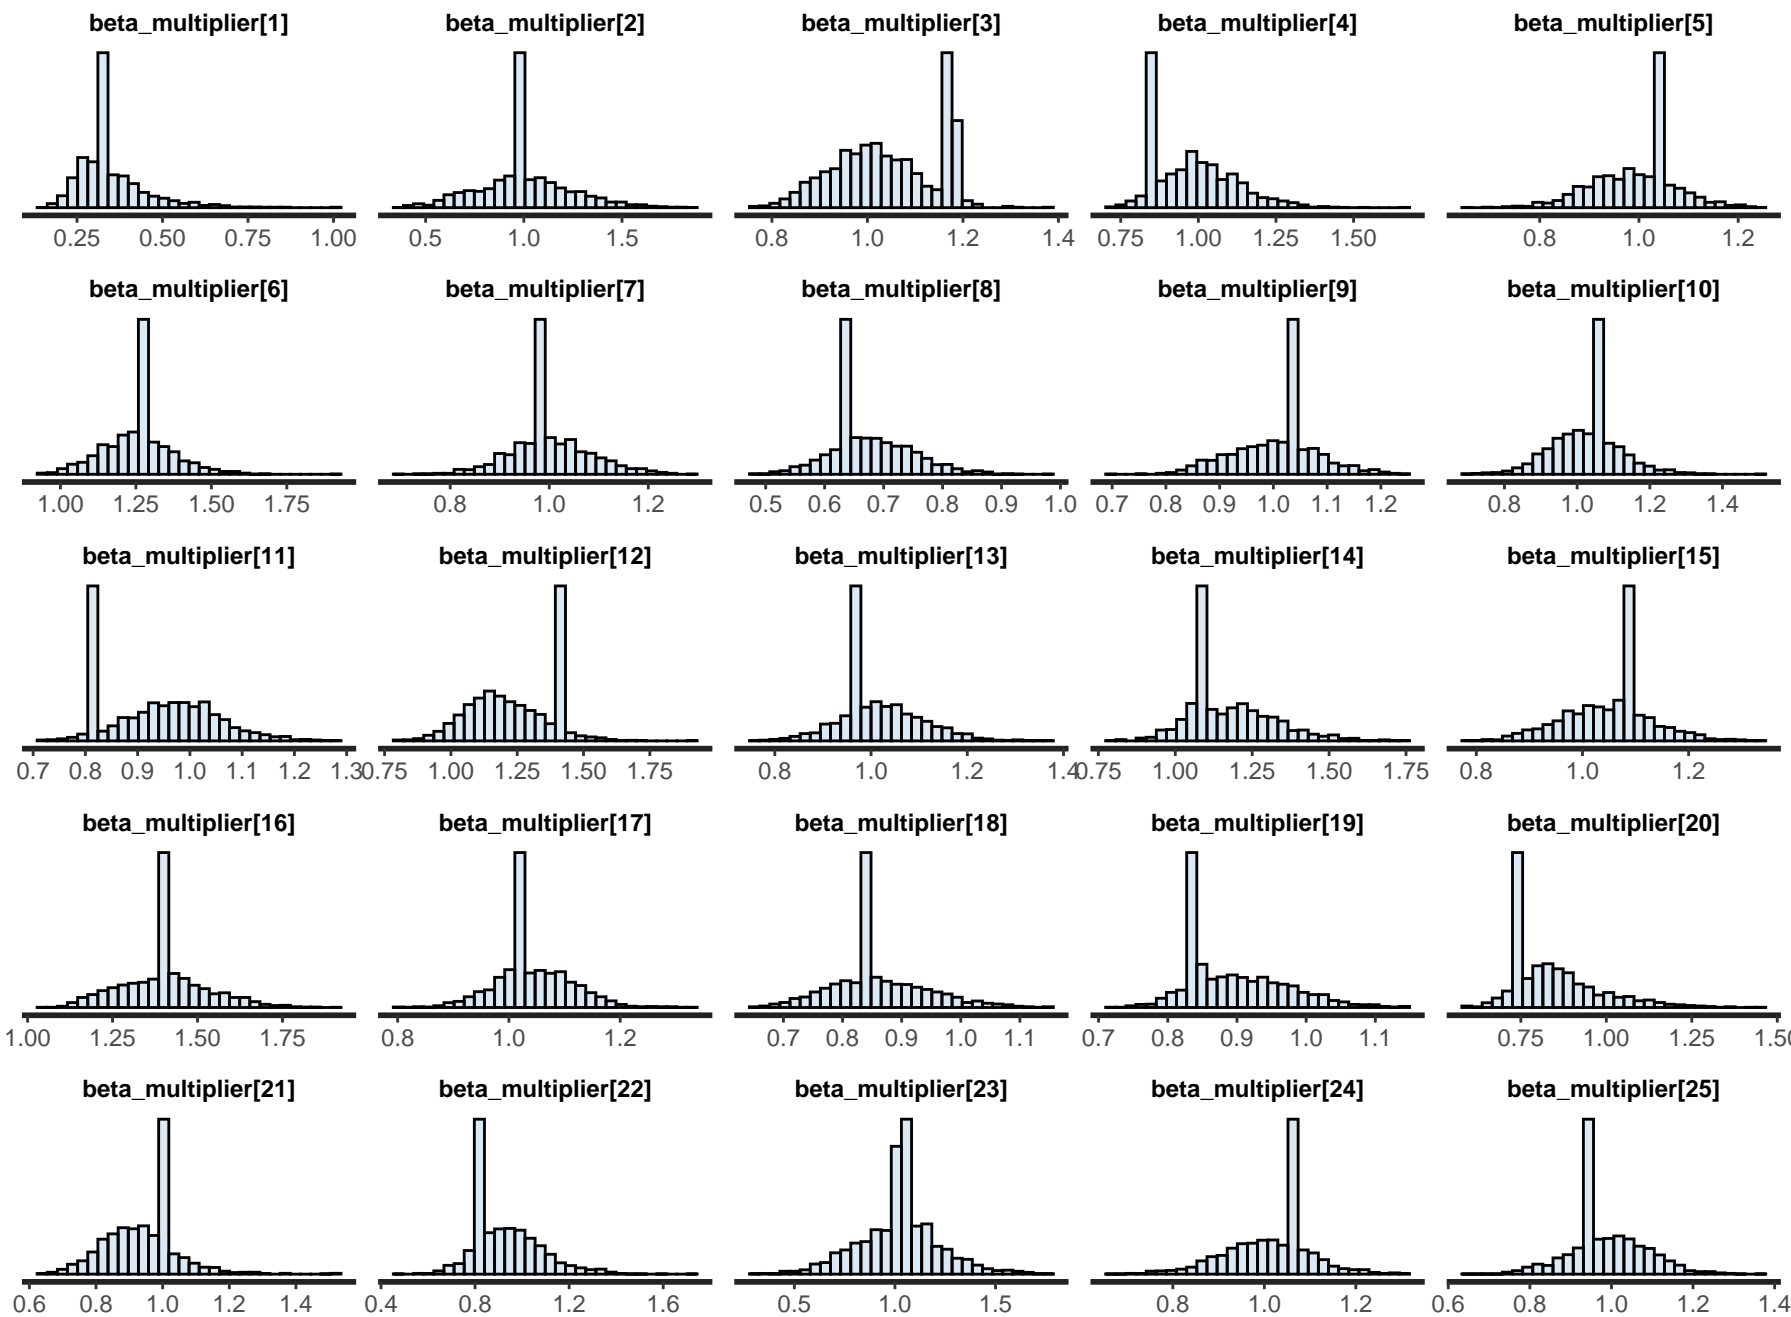 beta_multiplier[1] beta_multiplier[2] beta_multiplier[3] beta_multiplier[4] beta_multiplier[5]
0.25 0.50 0.75 1.00 0.5 1.0 1.5 0.8 1.0 1.2 1.4 0.75 1.00 1.25 1.50 0.8 1.0 1.2
beta_multiplier[6] beta_multiplier[7] beta_multiplier[8] beta_multiplier[9] beta_multiplier[10]
1.00 1.25 1.50 1.75 0.8 1.0 1.2 0.5 0.6 0.7 0.8 0.9 1.0 0.7 0.8 0.9 1.0 1.1 1.2 0.8 1.0 1.2 1.4
beta_multiplier[11] beta_multiplier[12] beta_multiplier[13] beta_multiplier[14] beta_multiplier[15]
0.7 0.8 0.9 1.0 1.1 1.2 1.3 0.75 1.00 1.25 1.50 1.75 0.8 1.0 1.2 1.4 0.75 1.00 1.25 1.50 1.75 0.8 1.0 1.2
beta_multiplier[16] beta_multiplier[17] beta_multiplier[18] beta_multiplier[19] beta_multiplier[20]
1.00 1.25 1.50 1.75 0.8 1.0 1.2 0.7 0.8 0.9 1.0 1.1 0.7 0.8 0.9 1.0 1.1 0.75 1.00 1.25 1.50
beta_multiplier[21] beta_multiplier[22] beta_multiplier[23] beta_multiplier[24] beta_multiplier[25]
0.6 0.8 1.0 1.2 1.4 0.4 0.8 1.2 1.6 0.5 1.0 1.5 0.8 1.0 1.2 0.6 0.8 1.0 1.2 1.4